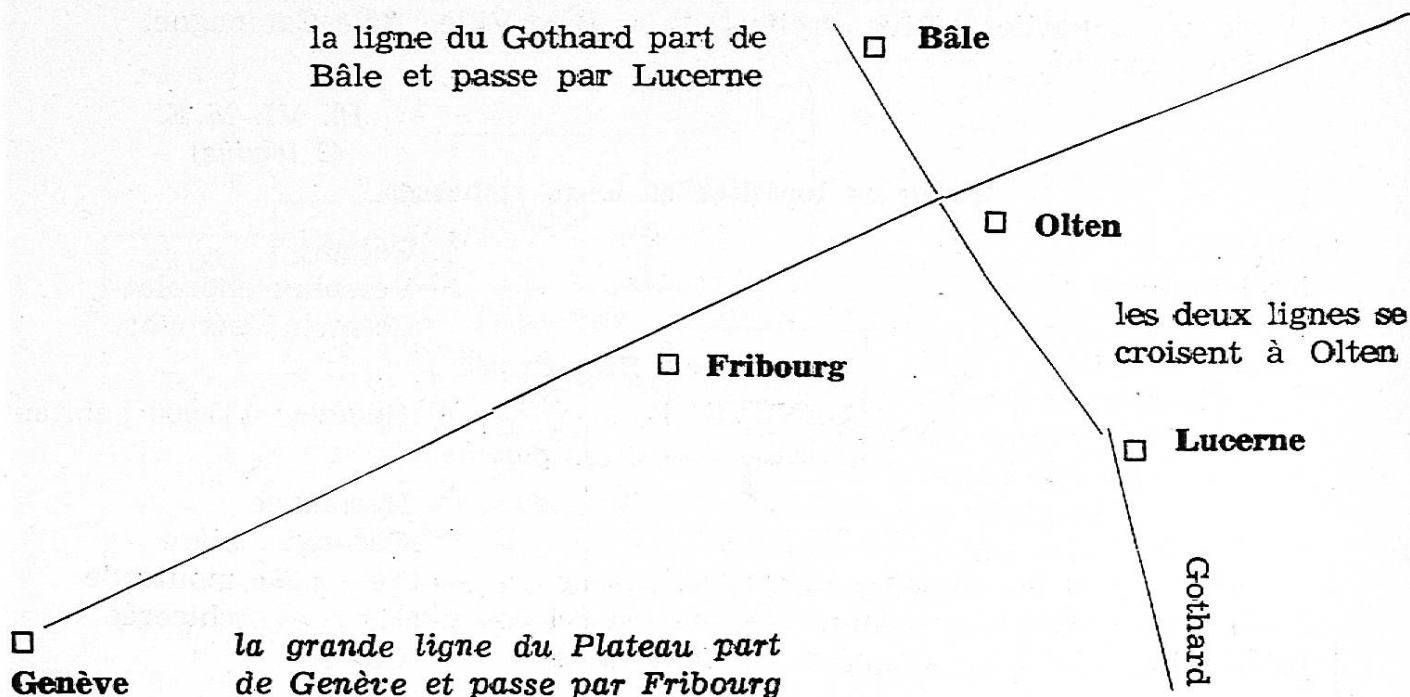 la ligne du Gothard part de
Bâle et passe par Lucerne
Bâle
Olten
les deux lignes se
croisent à Olten
Fribourg
Lucerne
Gothard
Genève
la grande ligne du Plateau part
de Genève et passe par Fribourg